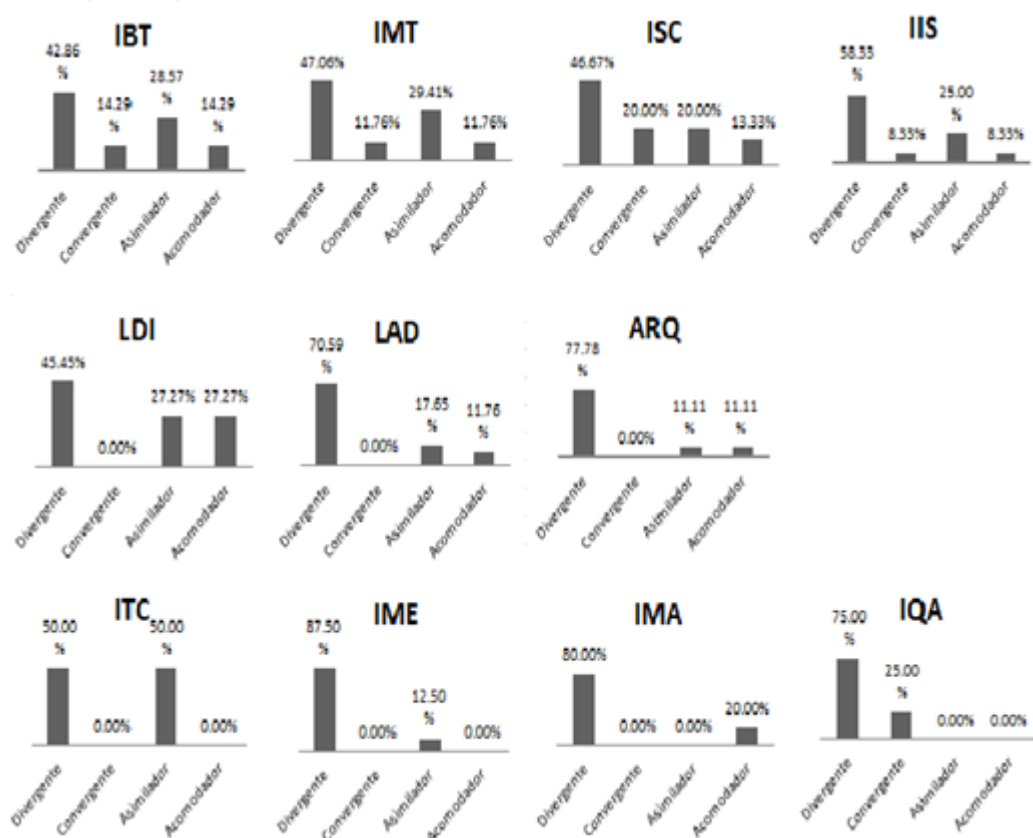 IBT
42.86
%
14.29
%
28.57
%
14.29
%
Divergente
Convergente
Asimilador
Acomodador
IMT
47.06%
11.76%
29.41%
11.76%
Divergente
Convergente
Asimilador
Acomodador
ISC
46.67%
20.00%
20.00%
13.33%
Divergente
Convergente
Asimilador
Acomodador
IIS
58.33
%
8.33%
25.00
%
8.33%
Divergente
Convergente
Asimilador
Acomodador
LDI
45.45%
0.00%
27.27%
27.27%
Divergente
Convergente
Asimilador
Acomodador
LAD
70.59
%
0.00%
17.65
%
11.76
%
Divergente
Convergente
Asimilador
Acomodador
ARQ
77.78
%
0.00%
11.11
%
11.11
%
Divergente
Convergente
Asimilador
Acomodador
ITC
50.00
%
0.00%
50.00
%
0.00%
Divergente
Convergente
Asimilador
Acomodador
IME
87.50
%
0.00%
12.50
%
0.00%
Divergente
Convergente
Asimilador
Acomodador
IMA
80.00%
0.00%
0.00%
20.00%
Divergente
Convergente
Asimilador
Acomodador
IQA
75.00
%
25.00
%
0.00%
0.00%
Divergente
Convergente
Asimilador
Acomodador